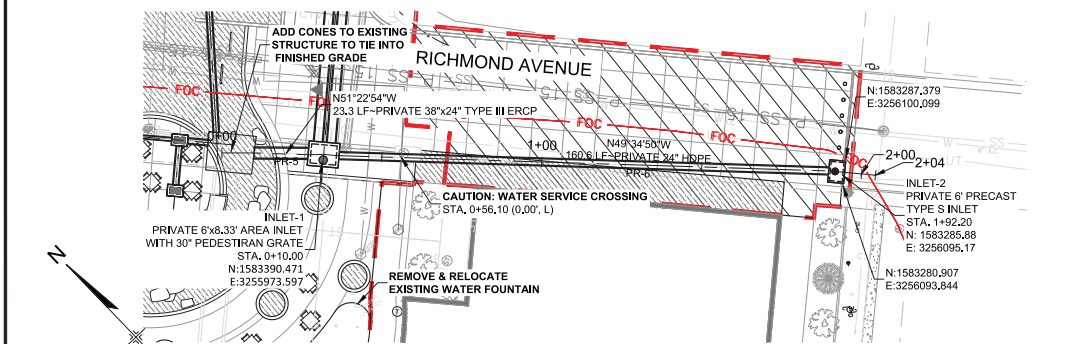 ADD CONES TO EXISTING
STRUCTURE TO TIE INTO
FINISHED GRADE
RICHMOND AVENUE
N:1583287.379
E:3256100.099
FOC
FOC
N51°22'54"W
23.3 LF~PRIVATE 38"x24" TYPE III ERCP
FOC
FOC
N49°34'50"W
160.6 LF~PRIVATE 24" HDPE
0+00
1+00
2+00
2+04
PR-5
PR-6
CAUTION: WATER SERVICE CROSSING
STA. 0+56.10 (0.00', L)
INLET-2
PRIVATE 6' PRECAST
TYPE S INLET
STA. 1+92.20
N: 1583285.88
E: 3256095.17
INLET-1
PRIVATE 6'x8.33' AREA INLET
WITH 30" PEDESTIRAN GRATE
STA. 0+10.00
N:1583390.471
E:3255973.597
REMOVE & RELOCATE
EXISTING WATER FOUNTAIN
N:1583280.907
E:3256093.844
N
SS
SS
UT